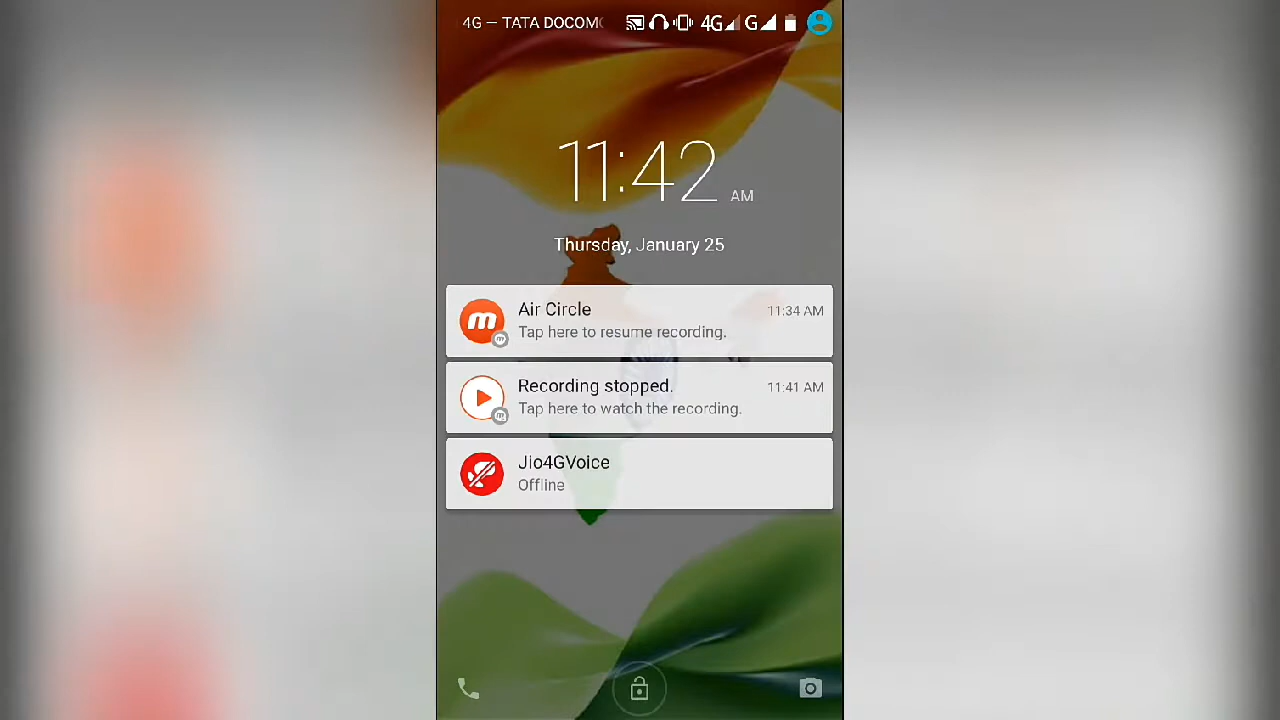 4G — TATA DOCOMO 4G G
11:42 AM
Thursday, January 25
Air Circle 11:34 AM
Tap here to resume recording.
Recording stopped. 11:41 AM
Tap here to watch the recording.
Jio4GVoice
Offline